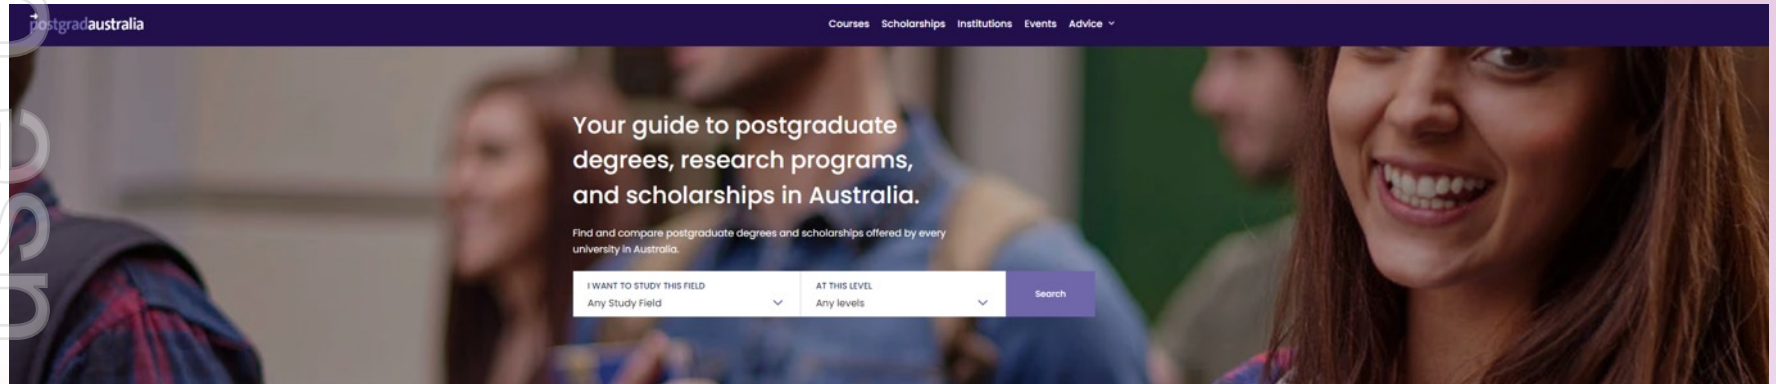 postgradaustralia
Courses Scholarships Institutions Events Advice
Your guide to postgraduate
degrees, research programs,
and scholarships in Australia.
Find and compare postgraduate degrees and scholarships offered by every
university in Australia.
I WANT TO STUDY THIS FIELD
Any Study Field
AT THIS LEVEL
Any levels
Search
use